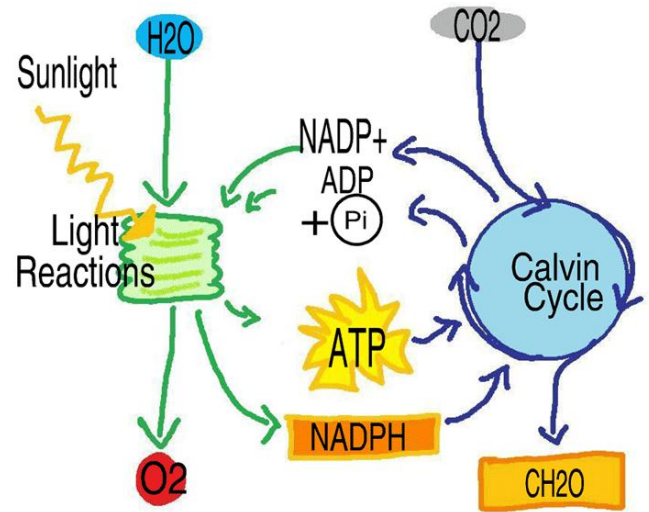 H2O
CO2
Sunlight
NADP+
ADP
+ Pi
Light
Reactions
Calvin
Cycle
ATP
NADPH
O2
CH2O